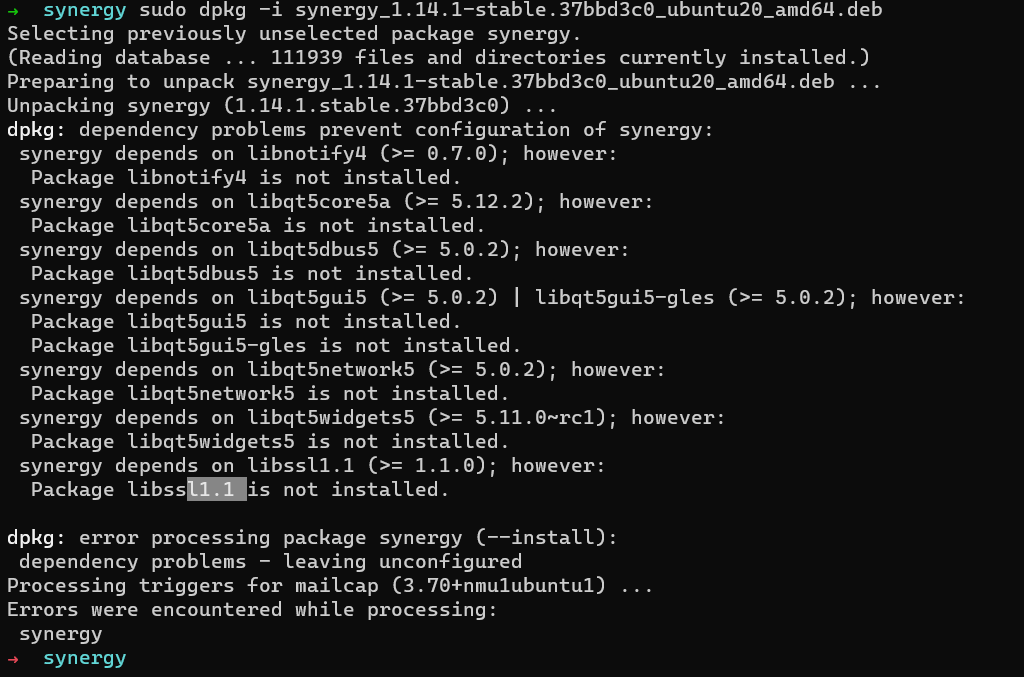 → synergy sudo dpkg -i synergy_1.14.1-stable.37bbd3c0_ubuntu20_amd64.deb
Selecting previously unselected package synergy.
(Reading database ... 111939 files and directories currently installed.)
Preparing to unpack synergy_1.14.1-stable.37bbd3c0_ubuntu20_amd64.deb ...
Unpacking synergy (1.14.1.stable.37bbd3c0) ...
dpkg: dependency problems prevent configuration of synergy:
 synergy depends on libnotify4 (>= 0.7.0); however:
  Package libnotify4 is not installed.
 synergy depends on libqt5core5a (>= 5.12.2); however:
  Package libqt5core5a is not installed.
 synergy depends on libqt5dbus5 (>= 5.0.2); however:
  Package libqt5dbus5 is not installed.
 synergy depends on libqt5gui5 (>= 5.0.2) | libqt5gui5-gles (>= 5.0.2); however:
  Package libqt5gui5 is not installed.
  Package libqt5gui5-gles is not installed.
 synergy depends on libqt5network5 (>= 5.0.2); however:
  Package libqt5network5 is not installed.
 synergy depends on libqt5widgets5 (>= 5.11.0~rc1); however:
  Package libqt5widgets5 is not installed.
 synergy depends on libssl1.1 (>= 1.1.0); however:
  Package libssl1.1 is not installed.

dpkg: error processing package synergy (--install):
 dependency problems - leaving unconfigured
Processing triggers for mailcap (3.70+nmu1ubuntu1) ...
Errors were encountered while processing:
 synergy
→ synergy